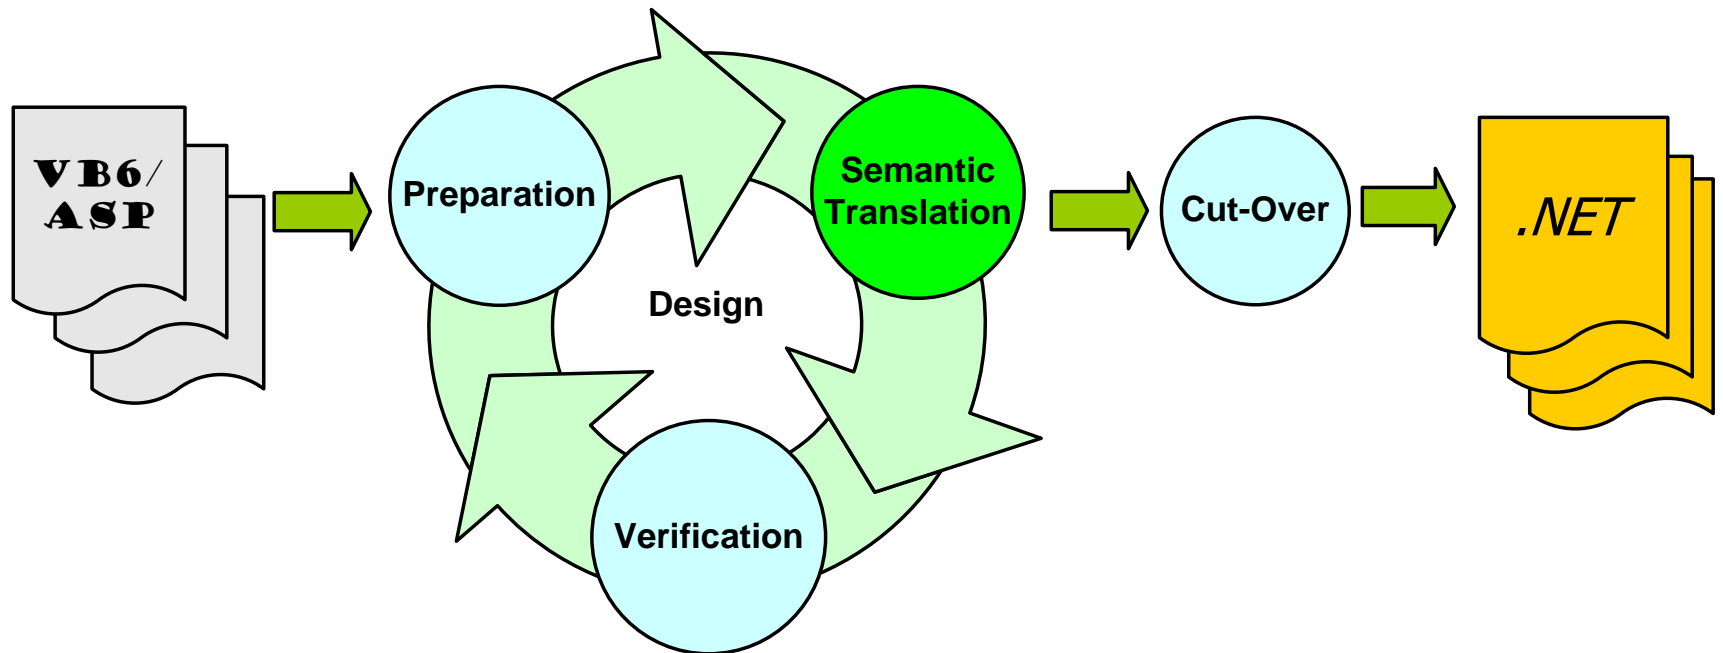 VB6/
ASP
Preparation
Semantic
Translation
Design
Verification
Cut-Over
.NET